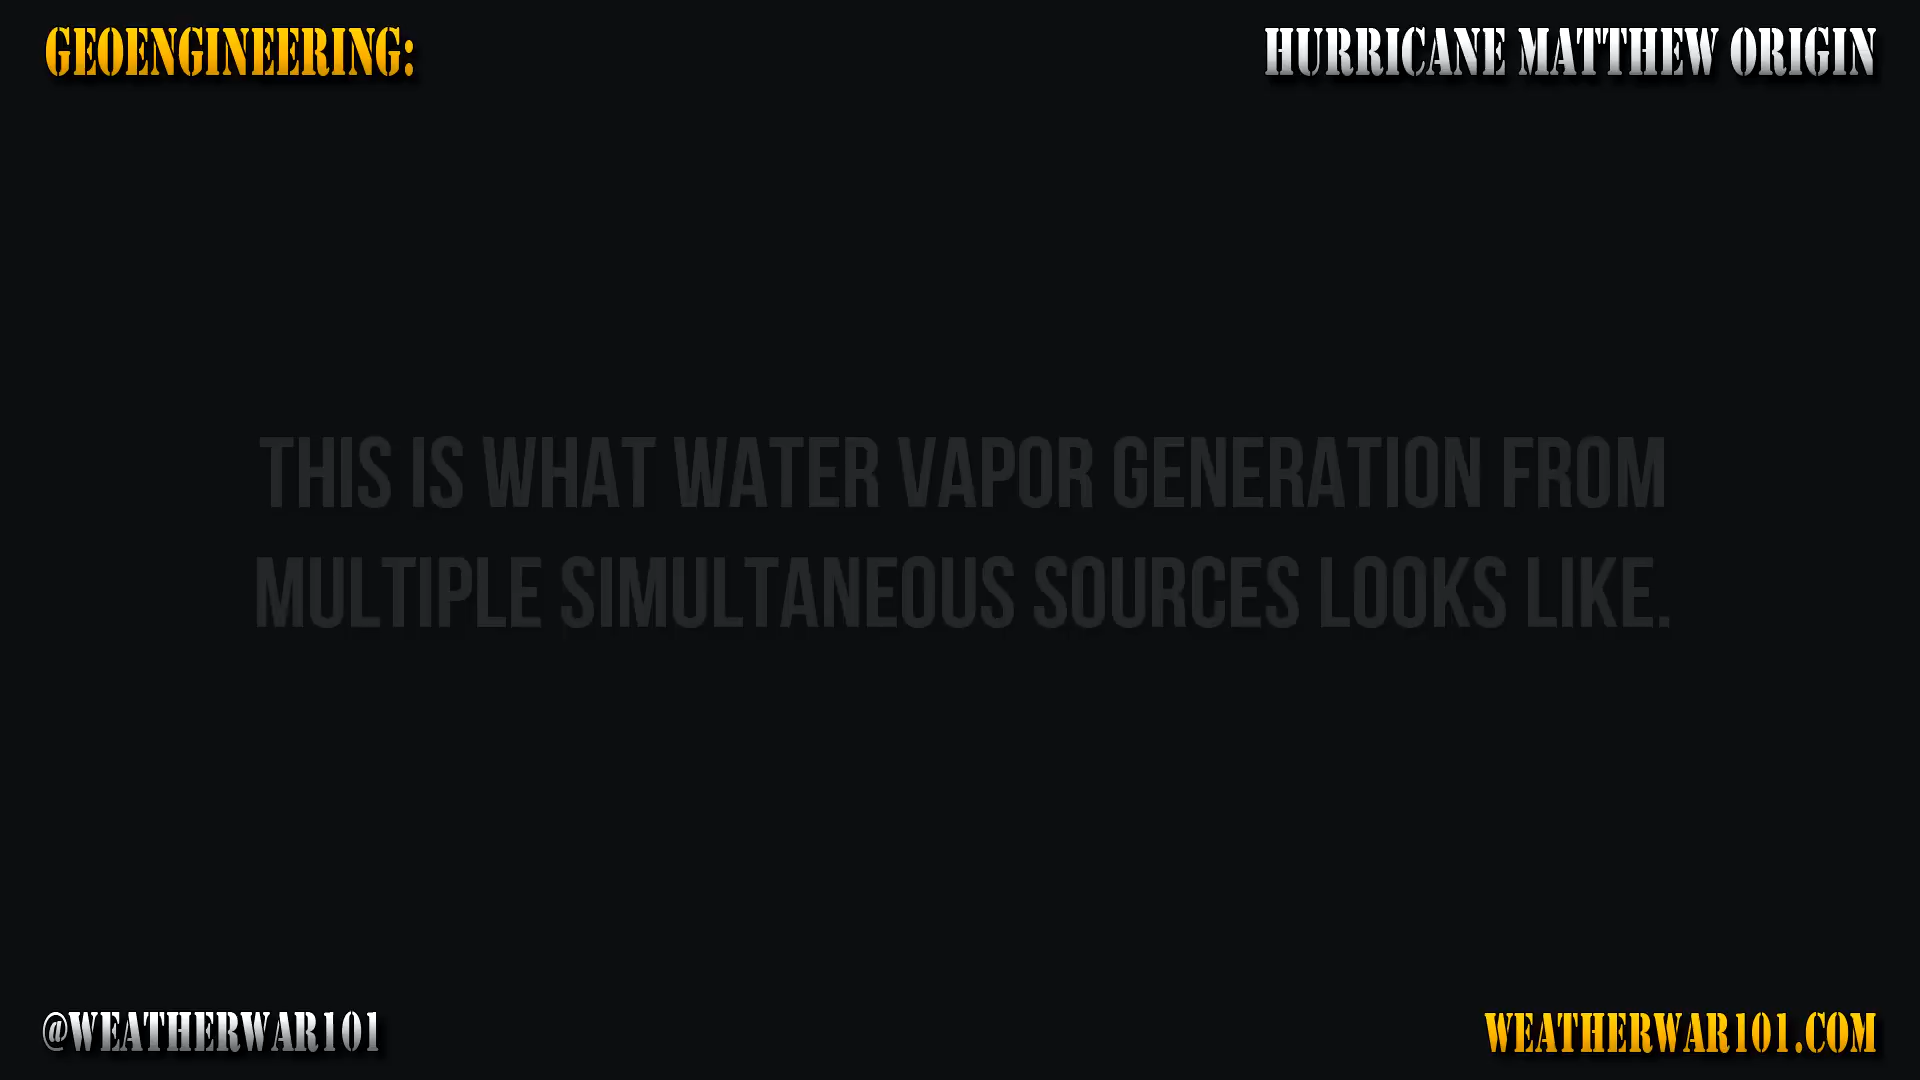 GEOENGINEERING:
HURRICANE MATTHEW ORIGIN
THIS IS WHAT WATER VAPOR GENERATION FROM
MULTIPLE SIMULTANEOUS SOURCES LOOKS LIKE.
@WEATHERWAR101
WEATHERWAR101.COM